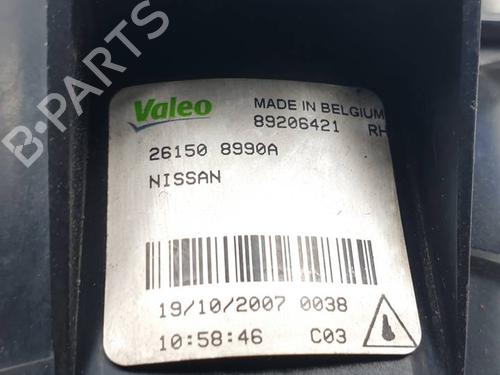 B-PARTS
Valeo
MADE IN BELGIUM
89206421 RH
26150 8990A
NISSAN
19/10/2007 0038
10:58:46 C03